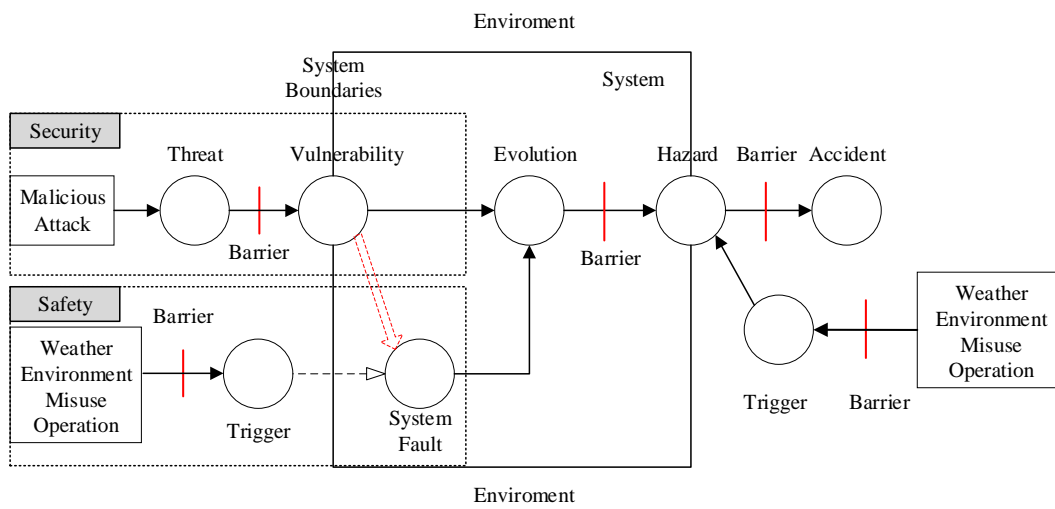 Enviroment
System
Boundaries
System
Security
Threat
Vulnerability
Evolution
Hazard
Barrier
Accident
Malicious
Attack
Barrier
Barrier
Safety
Barrier
Weather
Environment
Misuse
Operation
Trigger
System
Fault
Weather
Environment
Misuse
Operation
Trigger
Barrier
Enviroment